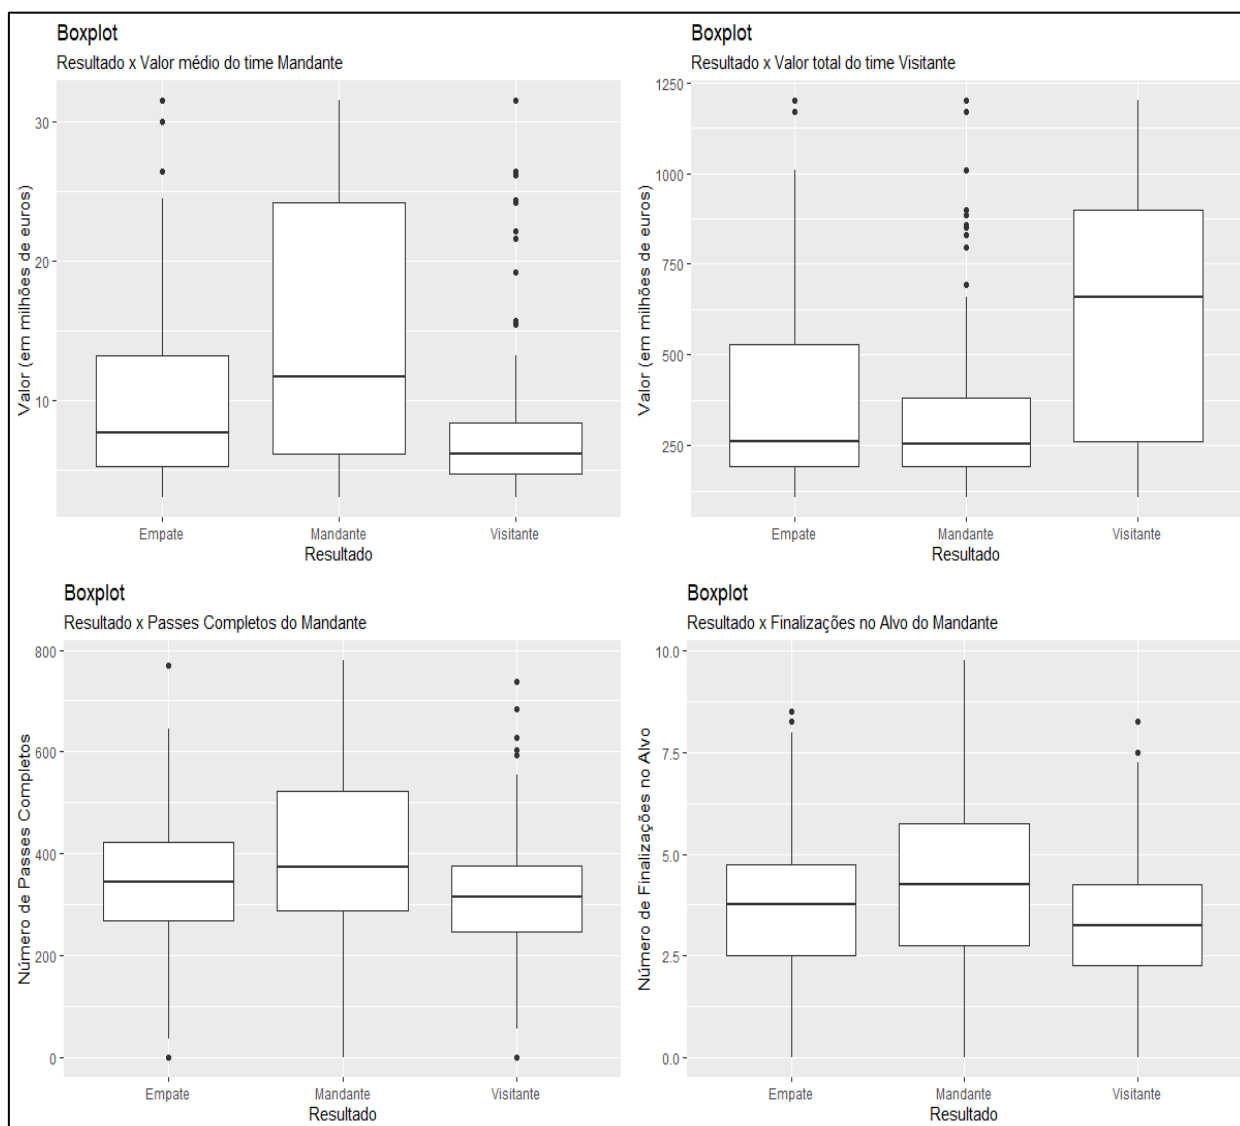 Boxplot
Resultado x Valor médio do time Mandante
Valor (em milhões de euros)
30
20
10
Empate Mandante Visitante
Resultado
Boxplot
Resultado x Valor total do time Visitante
Valor (em milhões de euros)
1250
1000
750
500
250
Empate Mandante Visitante
Resultado
Boxplot
Resultado x Passes Completos do Mandante
Número de Passes Completos
800
600
400
200
0
Empate Mandante Visitante
Resultado
Boxplot
Resultado x Finalizações no Alvo do Mandante
Número de Finalizações no Alvo
10.0
7.5
5.0
2.5
0.0
Empate Mandante Visitante
Resultado